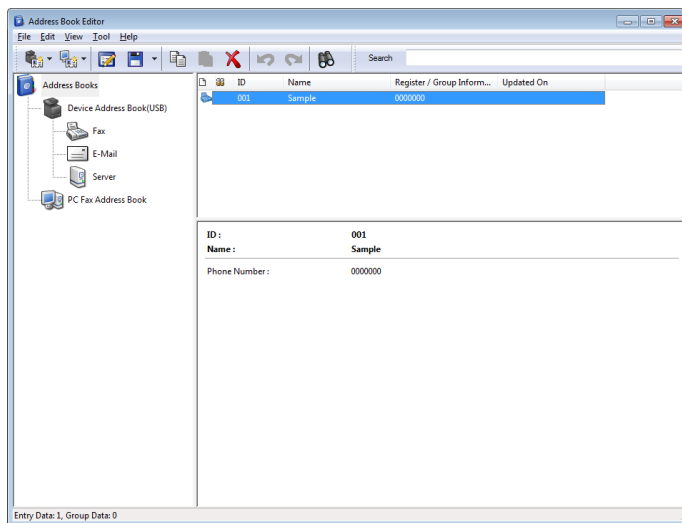 Address Book Editor
File Edit View Tool Help
Search
Address Books
Device Address Book(USB)
Fax
E-Mail
Server
PC Fax Address Book
ID Name Register / Group Inform... Updated On
001 Sample 0000000
ID : 001
Name : Sample
Phone Number : 0000000
Entry Data: 1, Group Data: 0